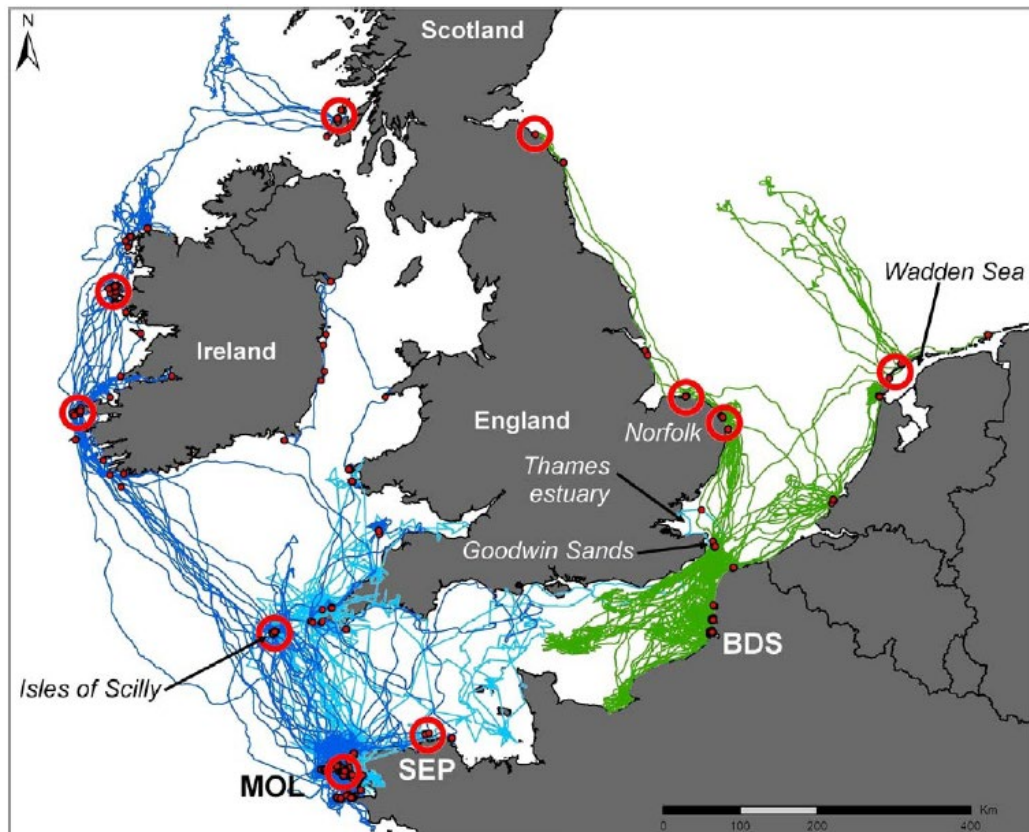 N
Scotland
Wadden Sea
Ireland
England
Norfolk
Thames
estuary
Goodwin Sands
BDS
Isles of Scilly
SEP
MOL
Km
0 100 200 400